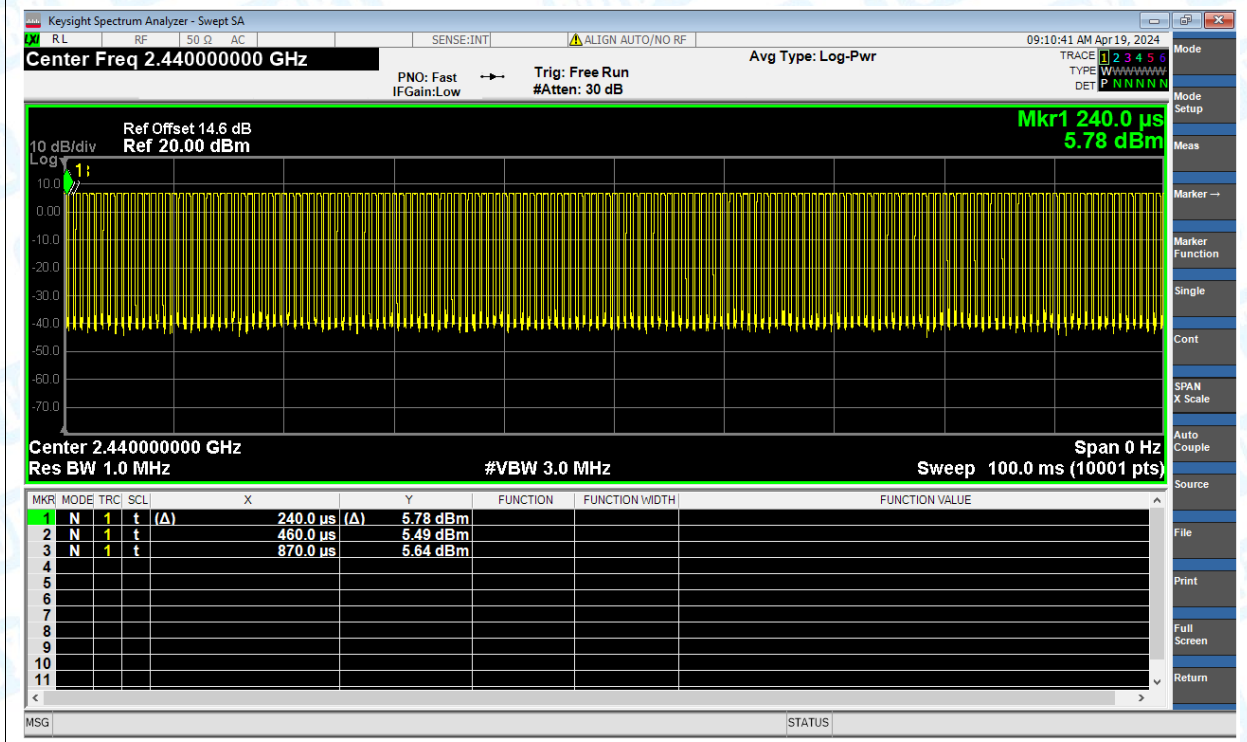 Keysight Spectrum Analyzer - Swept SA
LXI RL RF 50 Ω AC SENSE:INT ALIGN AUTO/NO RF 09:10:41 AM Apr 19, 2024
Center Freq 2.440000000 GHz
PNO: Fast
IFGain:Low
Trig: Free Run
#Atten: 30 dB
Avg Type: Log-Pwr
TRACE 1 2 3 4 5 6
TYPE WWWWWWW
DET P N N N N N
Ref Offset 14.6 dB
10 dB/div Ref 20.00 dBm
Log
Mkr1 240.0 µs
5.78 dBm
1
10.0
0.00
-10.0
-20.0
-30.0
-40.0
-50.0
-60.0
-70.0
Center 2.440000000 GHz Span 0 Hz
Res BW 1.0 MHz #VBW 3.0 MHz Sweep 100.0 ms (10001 pts)
MKR MODE TRC SCL X Y FUNCTION FUNCTION WIDTH FUNCTION VALUE
1 N 1 t (Δ) 240.0 µs (Δ) 5.78 dBm
2 N 1 t 460.0 µs 5.49 dBm
3 N 1 t 870.0 µs 5.64 dBm
4
5
6
7
8
9
10
11
MSG STATUS
Mode
Mode
Setup
Meas
Marker →
Marker
Function
Single
Cont
SPAN
X Scale
Auto
Couple
Source
File
Print
Full
Screen
Return